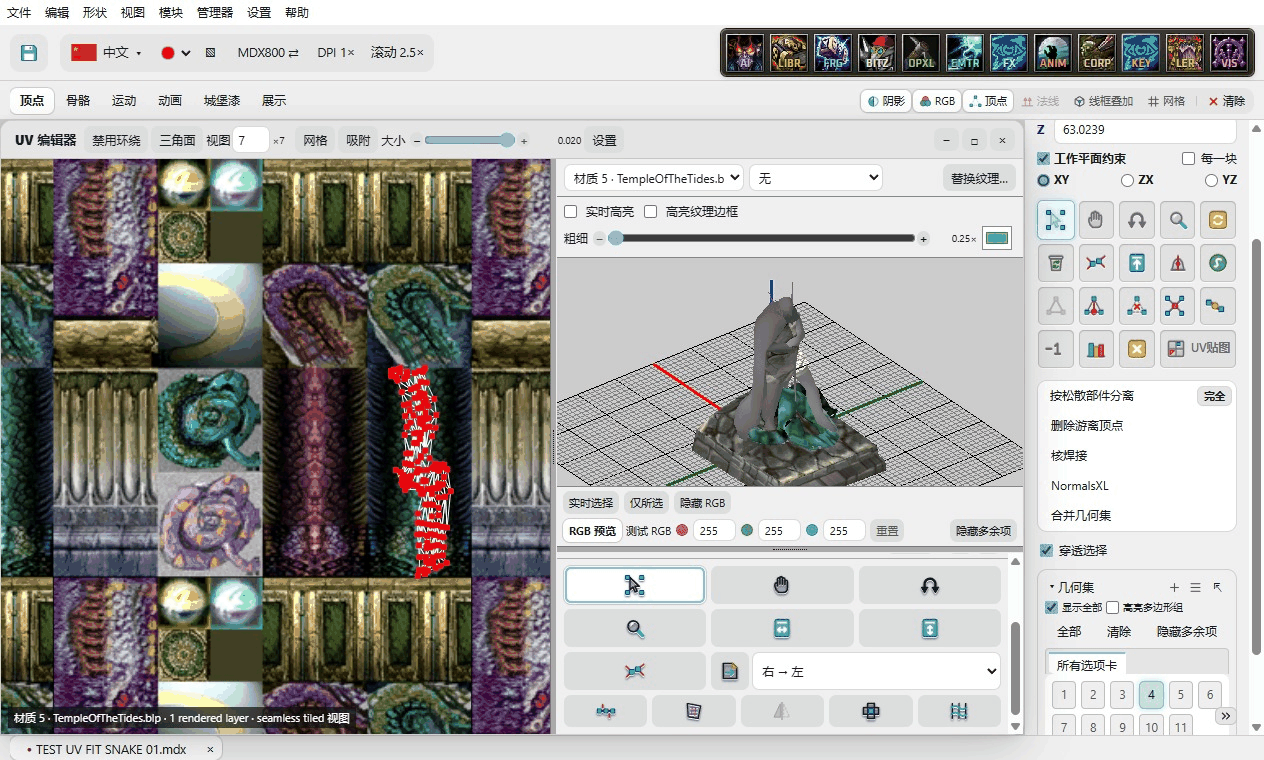 文件 编辑 形状 视图 模块 管理器 设置 帮助
中文 MDX800 ⇄ DPI 1× 滚动 2.5×
AI LIBR FRG BITZ OPXL EMTR FX ANIM CORP KEY LER VIS
顶点 骨骼 运动 动画 城堡漆 展示
阴影 RGB 顶点 法线 线框叠加 网格 清除
UV 编辑器 禁用环绕 三角面 视图 7 ×7 网格 吸附 大小 − + 0.020 设置
材质 5 · TempleOfTheTides.b 无 替换纹理...
实时高亮 高亮纹理边框
粗细 − + 0.25×
实时选择 仅所选 隐藏 RGB
RGB 预览 测试 RGB 255 255 255 重置 隐藏多余项
右 → 左
材质 5 · TempleOfTheTides.blp · 1 rendered layer · seamless tiled 视图
Z 63.0239
工作平面约束 每一块
XY ZX YZ
−1 UV贴图
按松散部件分离 完全
删除游离顶点
核焊接
NormalsXL
合并几何集
穿透选择
几何集
显示全部 高亮多边形组
全部 清除 隐藏多余项
所有选项卡
1 2 3 4 5 6
7 8 9 10 11
TEST UV FIT SNAKE 01.mdx ×